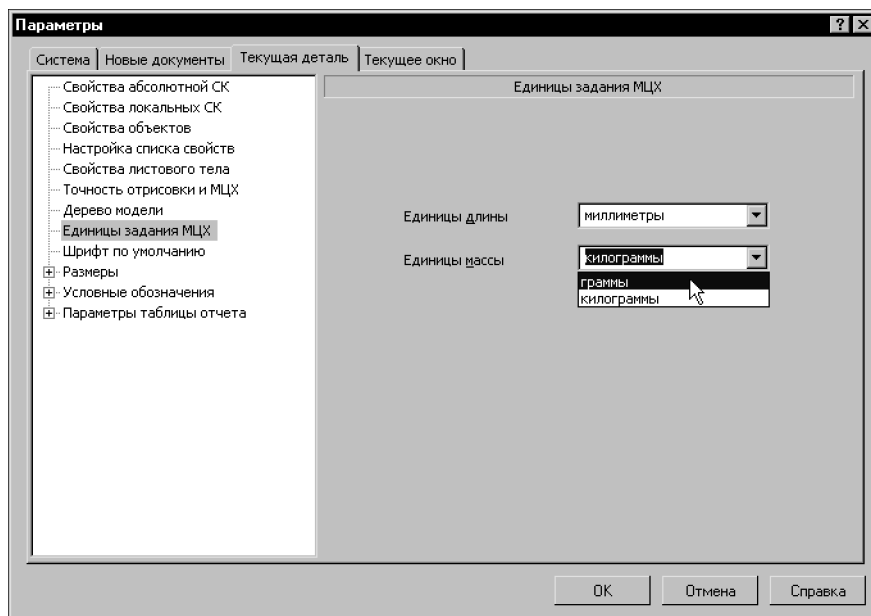 Параметры
Система Новые документы Текущая деталь Текущее окно
Свойства абсолютной СК
Свойства локальных СК
Свойства объектов
Настройка списка свойств
Свойства листового тела
Точность отрисовки и МЦХ
Дерево модели
Единицы задания МЦХ
Шрифт по умолчанию
Размеры
Условные обозначения
Параметры таблицы отчета
Единицы задания МЦХ
Единицы длины миллиметры
Единицы массы килограммы
граммы
килограммы
OK Отмена Справка